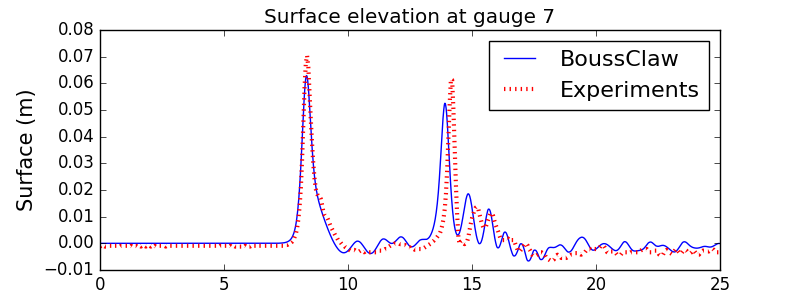 Surface elevation at gauge 7
Surface (m)
0.08
0.07
0.06
0.05
0.04
0.03
0.02
0.01
0.00
−0.01
0 5 10 15 20 25
BoussClaw
Experiments